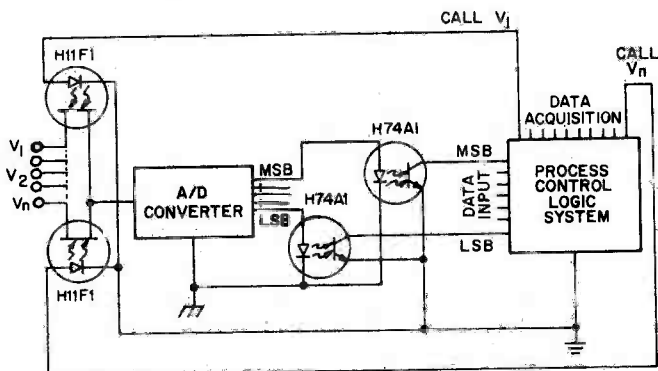 CALL Vj
H11F1
CALL
Vn
DATA
ACQUISITION
H74A1
V1
V2
Vn
A/D
CONVERTER
MSB
LSB
H74A1
MSB
DATA
INPUT
LSB
PROCESS
CONTROL
LOGIC
SYSTEM
H11F1